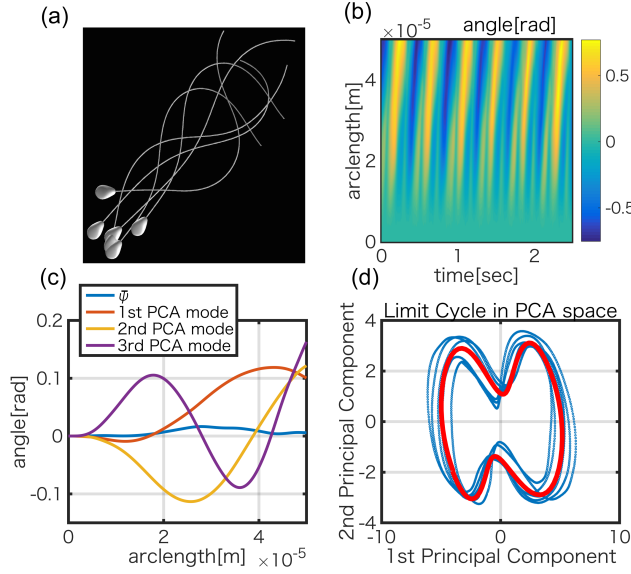 (a)
(b)
×10-5
angle[rad]
4
2
0
arclength[m]
0
1
2
time[sec]
0.5
0
-0.5
(c)
ψ̄
1st PCA mode
2nd PCA mode
3rd PCA mode
0.2
0.1
0
-0.1
angle[rad]
0
2
4
×10-5
arclength[m]
(d)
Limit Cycle in PCA space
4
2
0
-2
-4
2nd Principal Component
-10
0
10
1st Principal Component